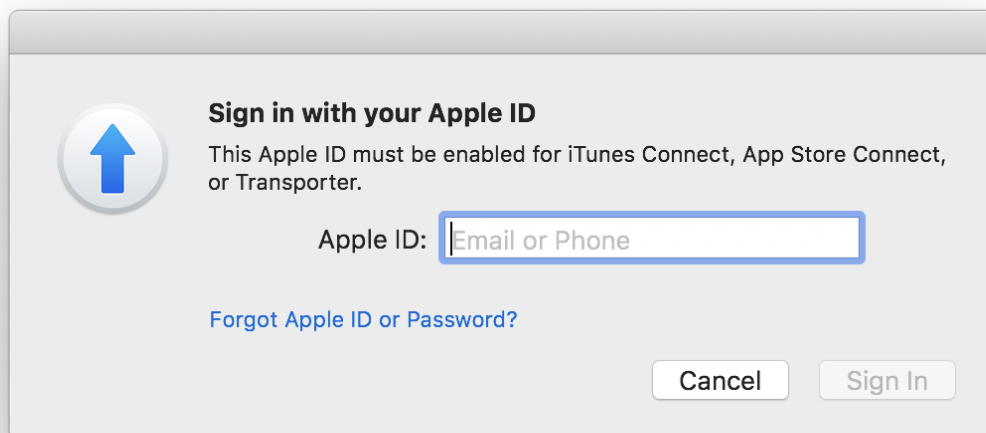 Sign in with your Apple ID
This Apple ID must be enabled for iTunes Connect, App Store Connect,
or Transporter.
Apple ID: Email or Phone
Forgot Apple ID or Password?
Cancel Sign In